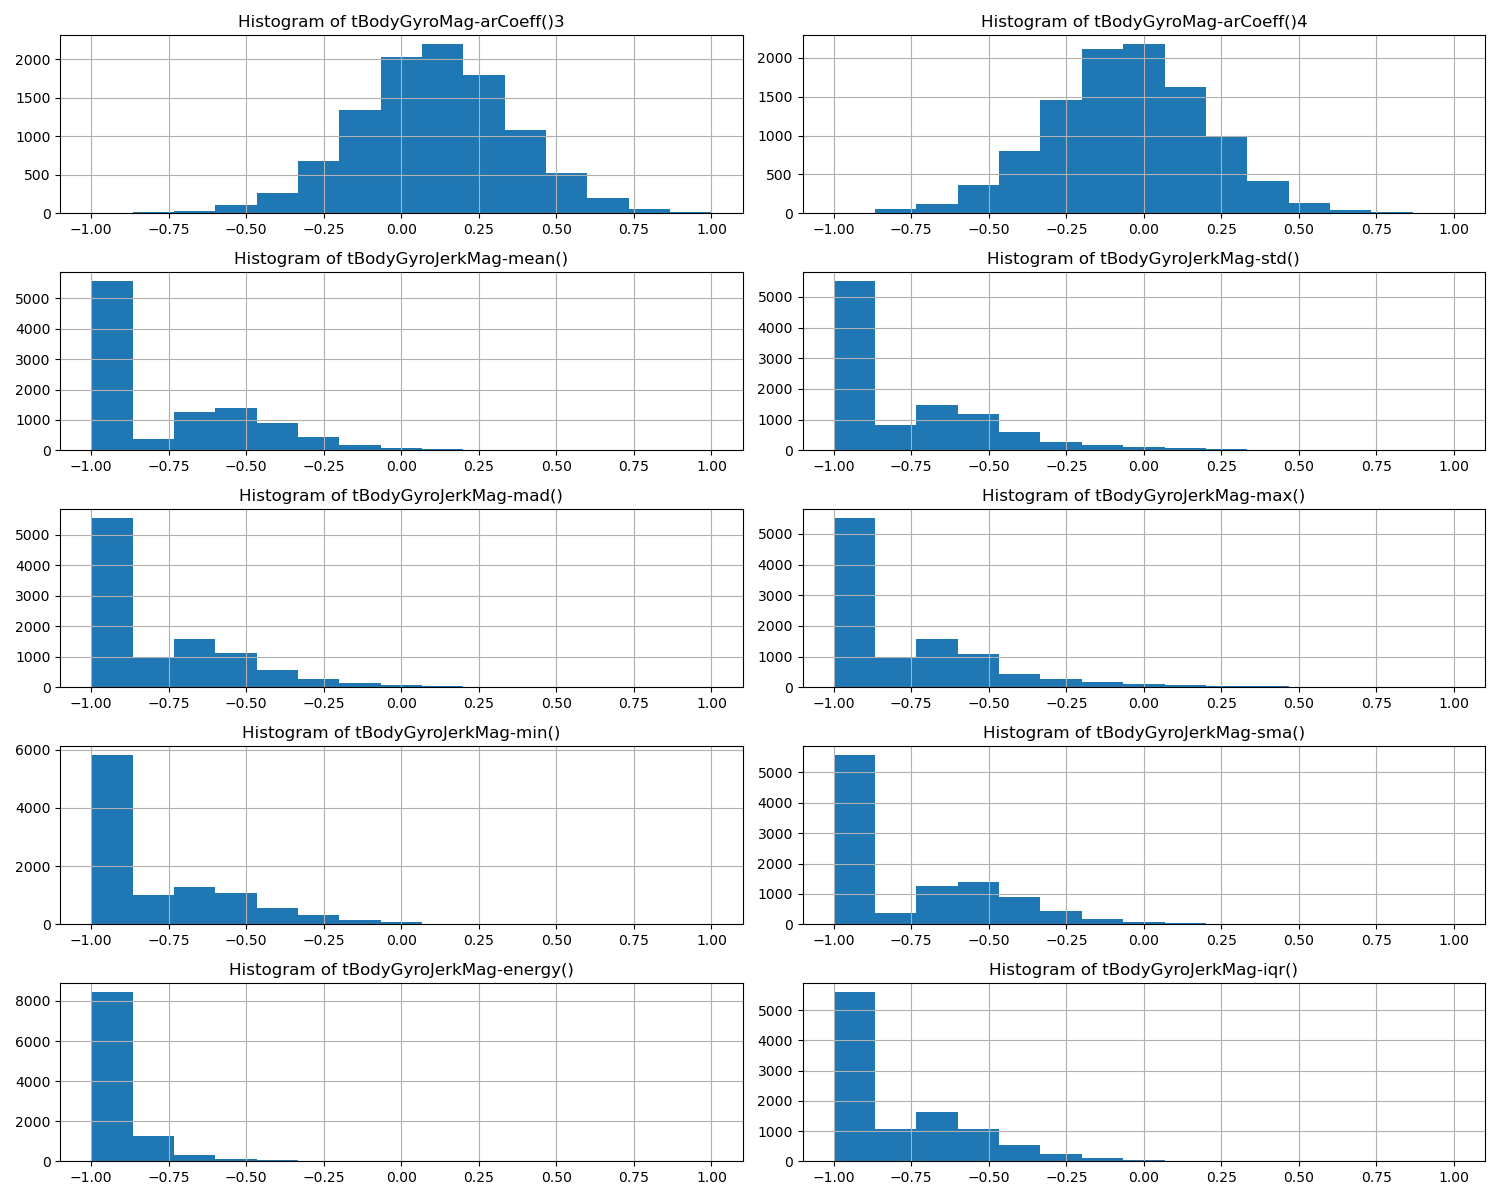 Histogram of tBodyGyroMag-arCoeff()3
Histogram of tBodyGyroMag-arCoeff()4
2000
1500
1000
500
0
−1.00 −0.75 −0.50 −0.25 0.00 0.25 0.50 0.75 1.00
2000
1500
1000
500
0
−1.00 −0.75 −0.50 −0.25 0.00 0.25 0.50 0.75 1.00
Histogram of tBodyGyroJerkMag-mean()
Histogram of tBodyGyroJerkMag-std()
5000
4000
3000
2000
1000
0
−1.00 −0.75 −0.50 −0.25 0.00 0.25 0.50 0.75 1.00
5000
4000
3000
2000
1000
0
−1.00 −0.75 −0.50 −0.25 0.00 0.25 0.50 0.75 1.00
Histogram of tBodyGyroJerkMag-mad()
Histogram of tBodyGyroJerkMag-max()
5000
4000
3000
2000
1000
0
−1.00 −0.75 −0.50 −0.25 0.00 0.25 0.50 0.75 1.00
5000
4000
3000
2000
1000
0
−1.00 −0.75 −0.50 −0.25 0.00 0.25 0.50 0.75 1.00
Histogram of tBodyGyroJerkMag-min()
Histogram of tBodyGyroJerkMag-sma()
6000
4000
2000
0
−1.00 −0.75 −0.50 −0.25 0.00 0.25 0.50 0.75 1.00
5000
4000
3000
2000
1000
0
−1.00 −0.75 −0.50 −0.25 0.00 0.25 0.50 0.75 1.00
Histogram of tBodyGyroJerkMag-energy()
Histogram of tBodyGyroJerkMag-iqr()
8000
6000
4000
2000
0
−1.00 −0.75 −0.50 −0.25 0.00 0.25 0.50 0.75 1.00
5000
4000
3000
2000
1000
0
−1.00 −0.75 −0.50 −0.25 0.00 0.25 0.50 0.75 1.00